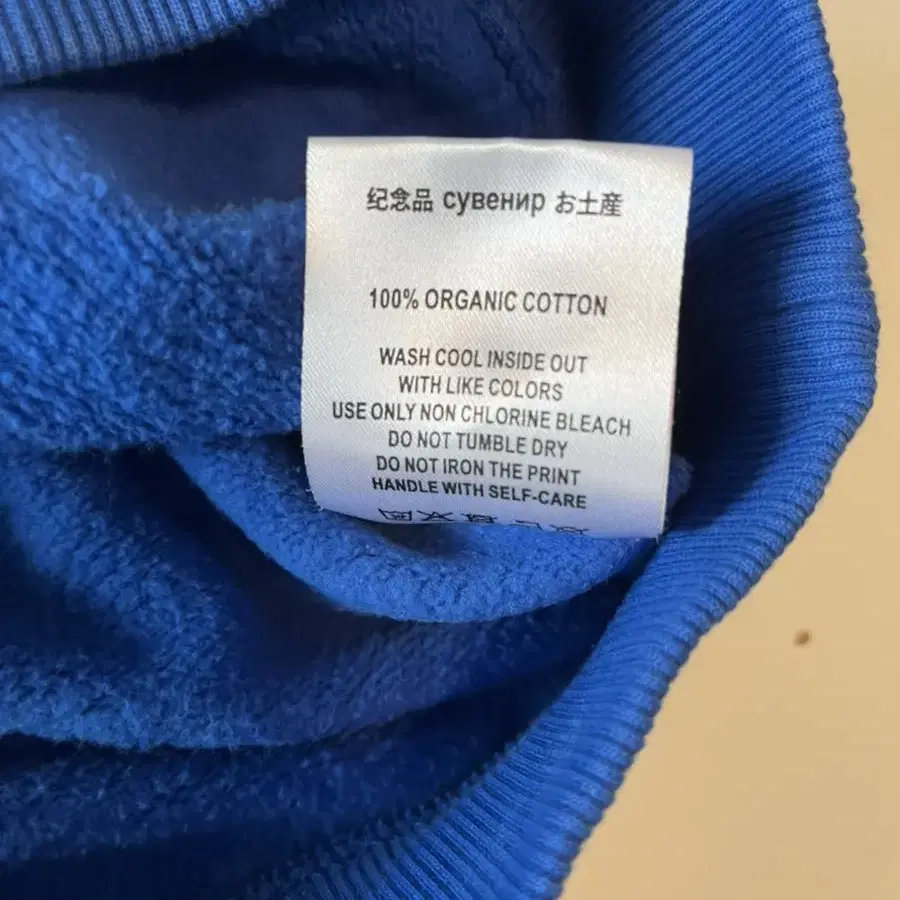 纪念品 сувенир お土産
100% ORGANIC COTTON
WASH COOL INSIDE OUT
WITH LIKE COLORS
USE ONLY NON CHLORINE BLEACH
DO NOT TUMBLE DRY
DO NOT IRON THE PRINT
HANDLE WITH SELF-CARE